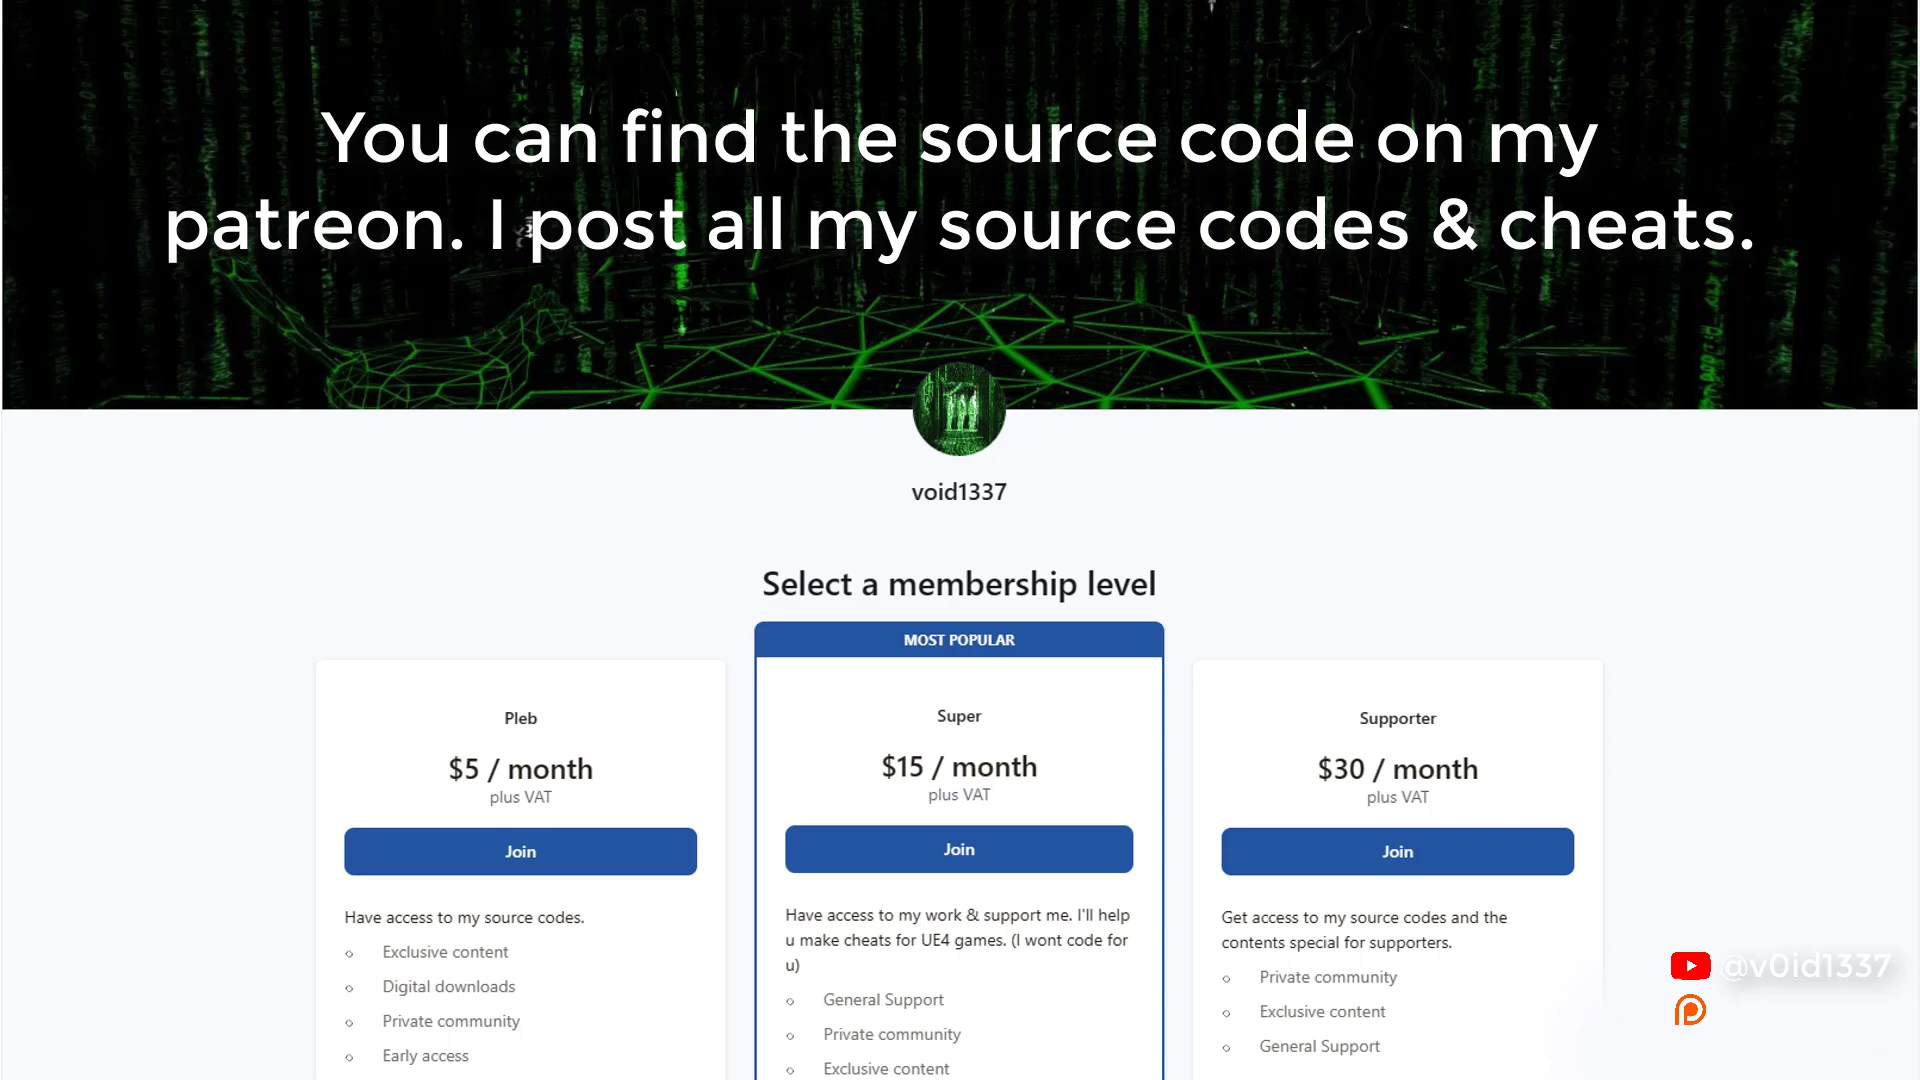 You can find the source code on my
patreon. I post all my source codes & cheats.
void1337
Select a membership level
MOST POPULAR
Pleb
$5 / month
plus VAT
Join
Have access to my source codes.
Exclusive content
Digital downloads
Private community
Early access
Super
$15 / month
plus VAT
Join
Have access to my work & support me. I'll help
u make cheats for UE4 games. (I wont code for
u)
General Support
Private community
Exclusive content
Supporter
$30 / month
plus VAT
Join
Get access to my source codes and the
contents special for supporters.
Private community
Exclusive content
General Support
@v0id1337